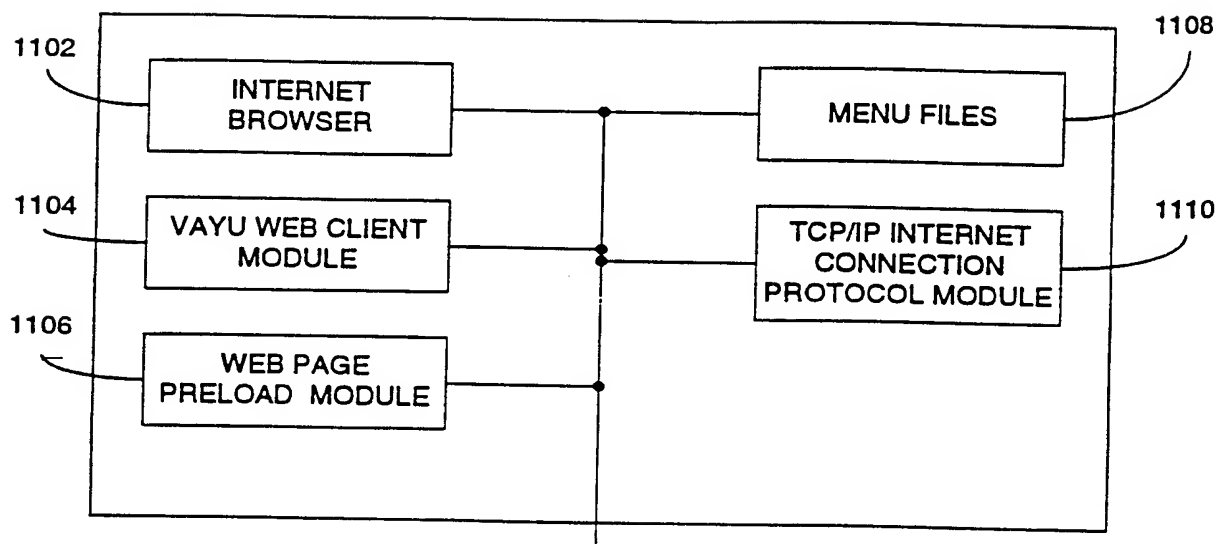 1102
INTERNET
BROWSER
1108
MENU FILES
1104
VAYU WEB CLIENT
MODULE
1110
TCP/IP INTERNET
CONNECTION
PROTOCOL MODULE
1106
WEB PAGE
PRELOAD MODULE